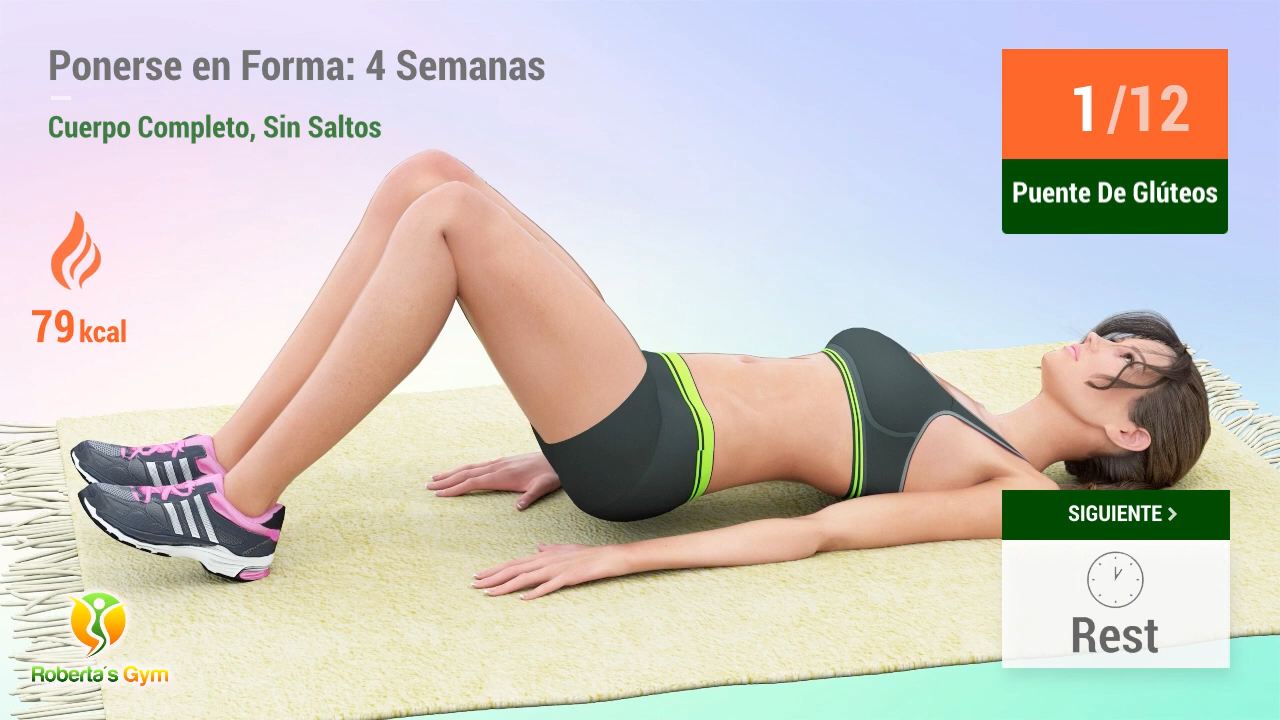 Ponerse en Forma: 4 Semanas
Cuerpo Completo, Sin Saltos
1/12
Puente De Glúteos
79 kcal
SIGUIENTE >
Rest
Roberta´s Gym